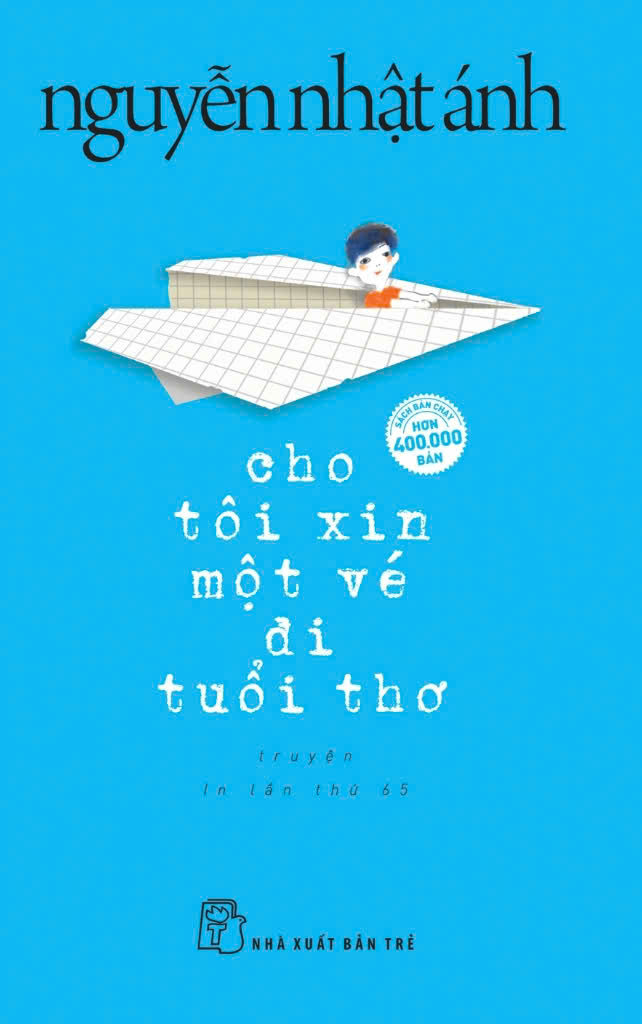 nguyễn nhật ánh
SÁCH BÁN CHẠY
HƠN
400.000
BẢN
cho
tôi xin
một vé
đi
tuổi thơ
truyện
In lần thứ 65
T
NHÀ XUẤT BẢN TRẺ